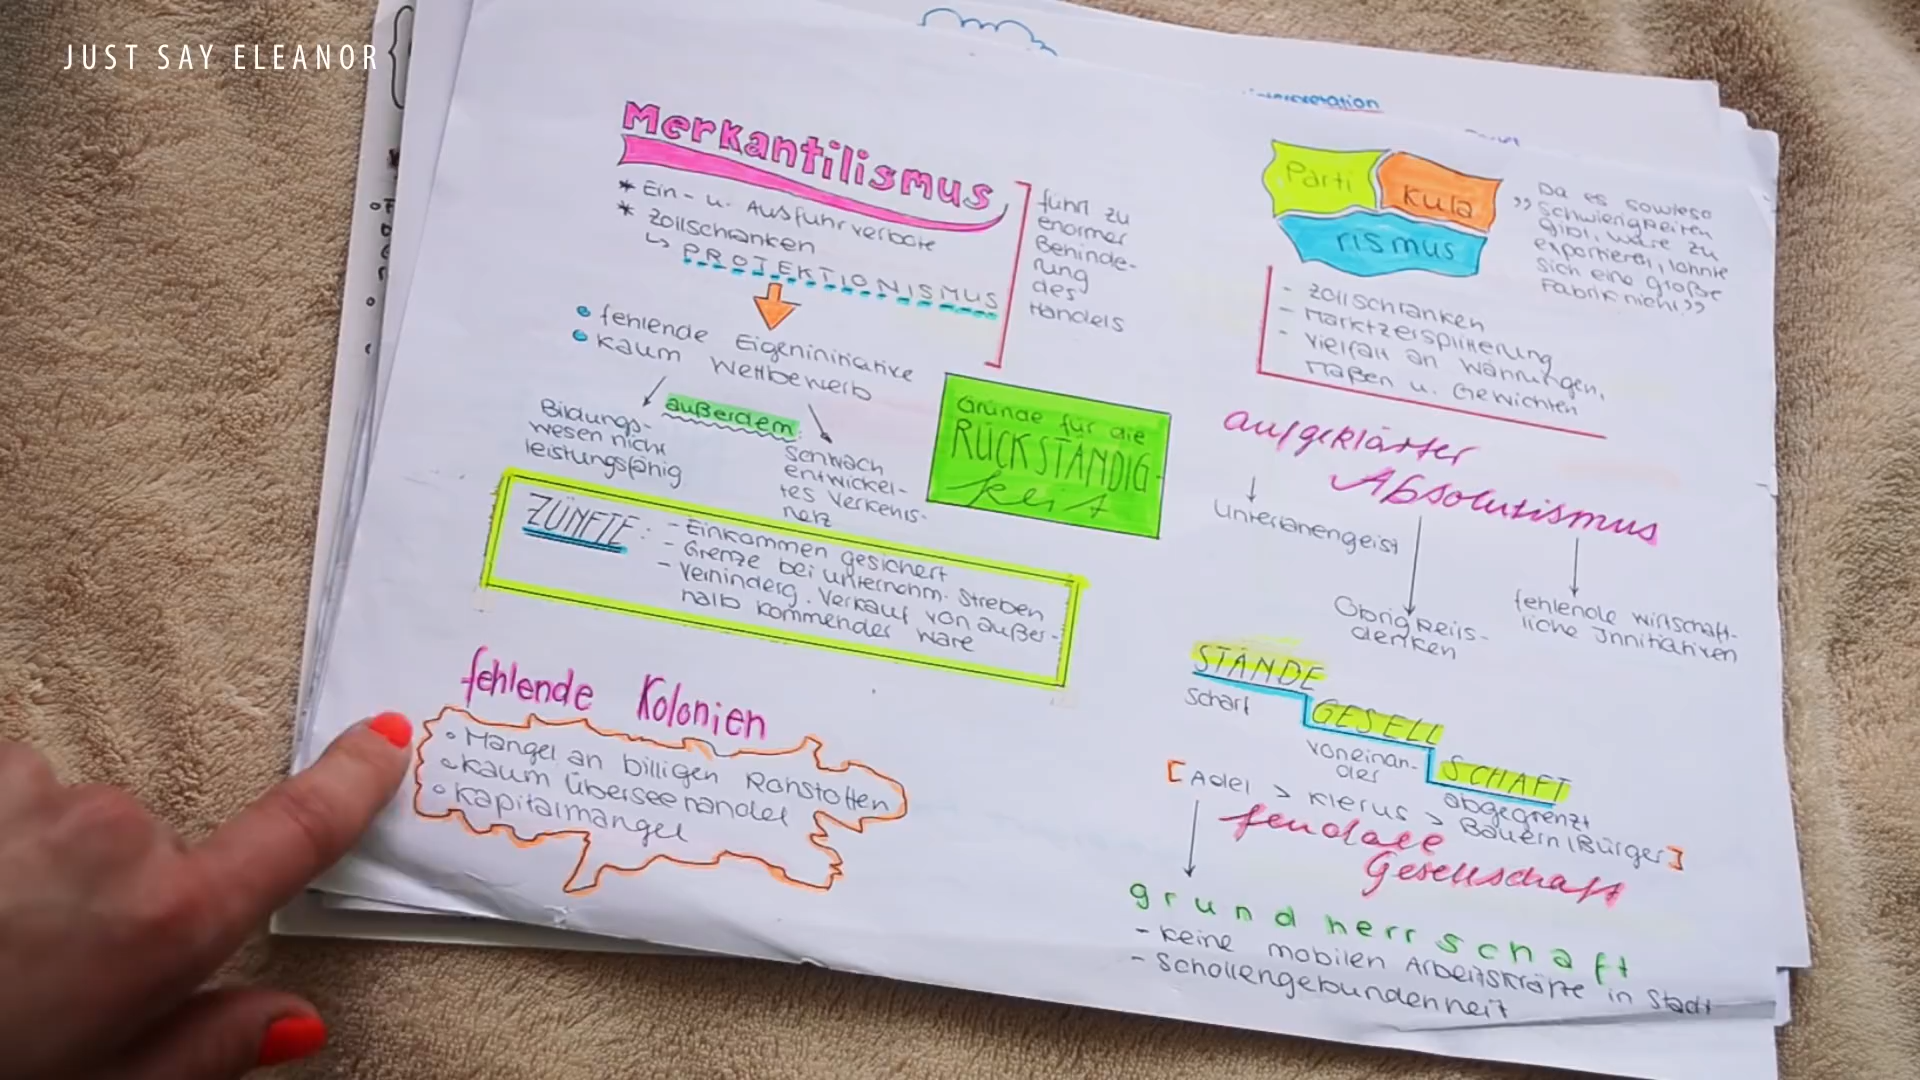 JUST SAY ELEANOR
Merkantilismus
* Ein- u. Ausfuhrverbote
* Zollschranken
↳ PROTEKTIONISMUS
führt zu
enormer
Behinde-
rung
des
Handels
• fehlende Eigeninitiative
• kaum Wettbewerb
außerdem:
Bildungs-
wesen nicht
leistungsfähig
schwach
entwickel-
tes Verkehrs-
netz
Gründe für die
RÜCKSTÄNDIG-
keit
ZÜNFTE:
- Einkommen gesichert
- Grenze bei unternehm. Streben
- Verhinderg. Verkauf von außer-
halb kommender Ware
fehlende Kolonien
• Mangel an billigen Rohstoffen
• kaum Überseehandel
• Kapitalmangel
Parti
kula
rismus
„Da es sowieso
Schwierigkeiten
gibt, Ware zu
exportieren, lohnte
sich eine große
Fabrik nicht"
- Zollschranken
- Marktzersplitterung
- Vielfalt an Währungen,
Maßen u. Gewichten
aufgeklärter
Absolutismus
Untertanengeist
Obrigkeits-
denken
fehlende wirtschaft-
liche Innitiativen
STÄNDE
GESELL
SCHAFT
scharf
voneinan-
der
abgegrenzt
[Adel > Klerus > Bauern/Bürger]
feudale
Gesellschaft
grundherrschaft
- keine mobilen Arbeitskräfte in Stadt
- Schollengebundenheit